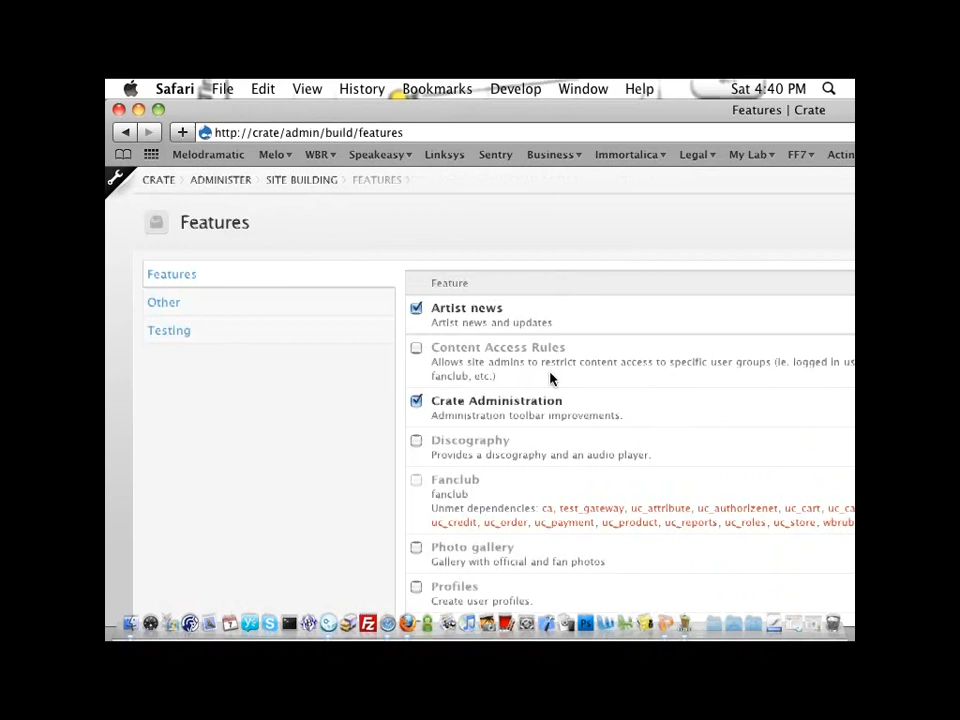 Safari File Edit View History Bookmarks Develop Window Help Sat 4:40 PM
Features | Crate
http://crate/admin/build/features
Melodramatic Melo WBR Speakeasy Linksys Sentry Business Immortalica Legal My Lab FF7 Actin
CRATE ADMINISTER SITE BUILDING FEATURES
Features
Features
Other
Testing
Feature
Artist news
Artist news and updates
Content Access Rules
Allows site admins to restrict content access to specific user groups (ie. logged in us
fanclub, etc.)
Crate Administration
Administration toolbar improvements.
Discography
Provides a discography and an audio player.
Fanclub
fanclub
Unmet dependencies: ca, test_gateway, uc_attribute, uc_authorizenet, uc_cart, uc_ca
uc_credit, uc_order, uc_payment, uc_product, uc_reports, uc_roles, uc_store, wbrub
Photo gallery
Gallery with official and fan photos
Profiles
Create user profiles.